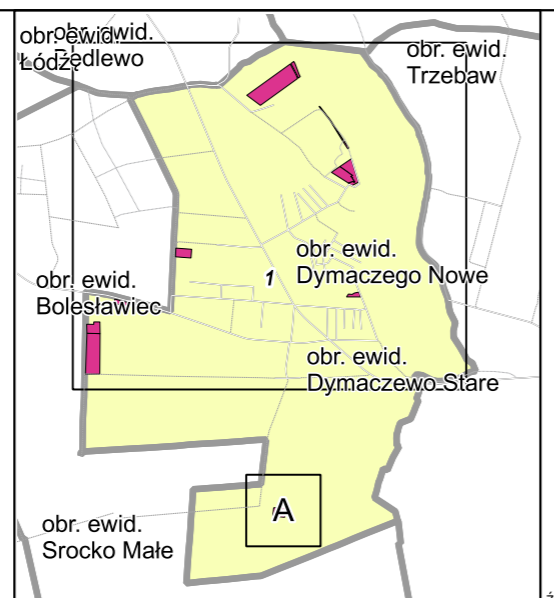 obr. ewid.
Łódź
obr. ewid.
Będlewo
obr. ewid.
Trzebaw
obr. ewid.
Dymaczego Nowe
1
obr. ewid.
Bolesławiec
obr. ewid.
Dymaczewo Stare
A
obr. ewid.
Srocko Małe